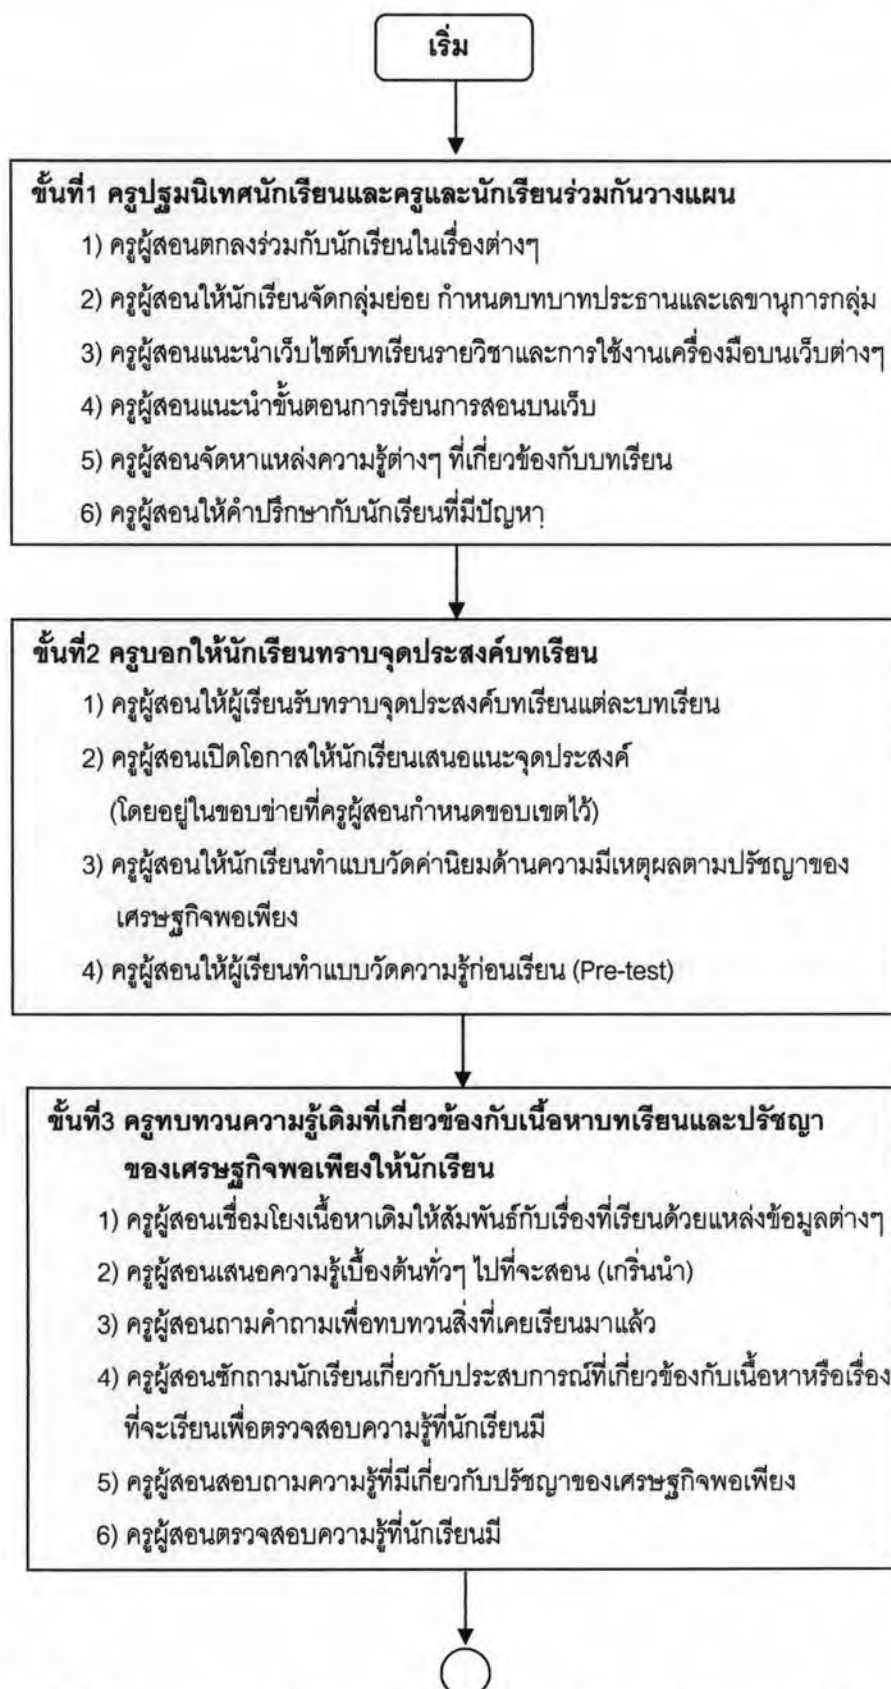 เริ่ม
ขั้นที่1 ครูปฐมนิเทศนักเรียนและครูและนักเรียนร่วมกันวางแผน
1) ครูผู้สอนตกลงร่วมกับนักเรียนในเรื่องต่างๆ
2) ครูผู้สอนให้นักเรียนจัดกลุ่มย่อย กำหนดบทบาทประธานและเลขานุการกลุ่ม
3) ครูผู้สอนแนะนำเว็บไซต์บทเรียนรายวิชาและการใช้งานเครื่องมือบนเว็บต่างๆ
4) ครูผู้สอนแนะนำขั้นตอนการเรียนการสอนบนเว็บ
5) ครูผู้สอนจัดหาแหล่งความรู้ต่างๆ ที่เกี่ยวข้องกับบทเรียน
6) ครูผู้สอนให้คำปรึกษากับนักเรียนที่มีปัญหา
ขั้นที่2 ครูบอกให้นักเรียนทราบจุดประสงค์บทเรียน
1) ครูผู้สอนให้ผู้เรียนรับทราบจุดประสงค์บทเรียนแต่ละบทเรียน
2) ครูผู้สอนเปิดโอกาสให้นักเรียนเสนอแนะจุดประสงค์
(โดยอยู่ในขอบข่ายที่ครูผู้สอนกำหนดขอบเขตไว้)
3) ครูผู้สอนให้นักเรียนทำแบบวัดค่านิยมด้านความมีเหตุผลตามปรัชญาของ
เศรษฐกิจพอเพียง
4) ครูผู้สอนให้ผู้เรียนทำแบบวัดความรู้ก่อนเรียน (Pre-test)
ขั้นที่3 ครูทบทวนความรู้เดิมที่เกี่ยวข้องกับเนื้อหาบทเรียนและปรัชญา
ของเศรษฐกิจพอเพียงให้นักเรียน
1) ครูผู้สอนเชื่อมโยงเนื้อหาเดิมให้สัมพันธ์กับเรื่องที่เรียนด้วยแหล่งข้อมูลต่างๆ
2) ครูผู้สอนเสนอความรู้เบื้องต้นทั่วๆ ไปที่จะสอน (เกริ่นนำ)
3) ครูผู้สอนถามคำถามเพื่อทบทวนสิ่งที่เคยเรียนมาแล้ว
4) ครูผู้สอนซักถามนักเรียนเกี่ยวกับประสบการณ์ที่เกี่ยวข้องกับเนื้อหาหรือเรื่อง
ที่จะเรียนเพื่อตรวจสอบความรู้ที่นักเรียนมี
5) ครูผู้สอนสอบถามความรู้ที่มีเกี่ยวกับปรัชญาของเศรษฐกิจพอเพียง
6) ครูผู้สอนตรวจสอบความรู้ที่นักเรียนมี